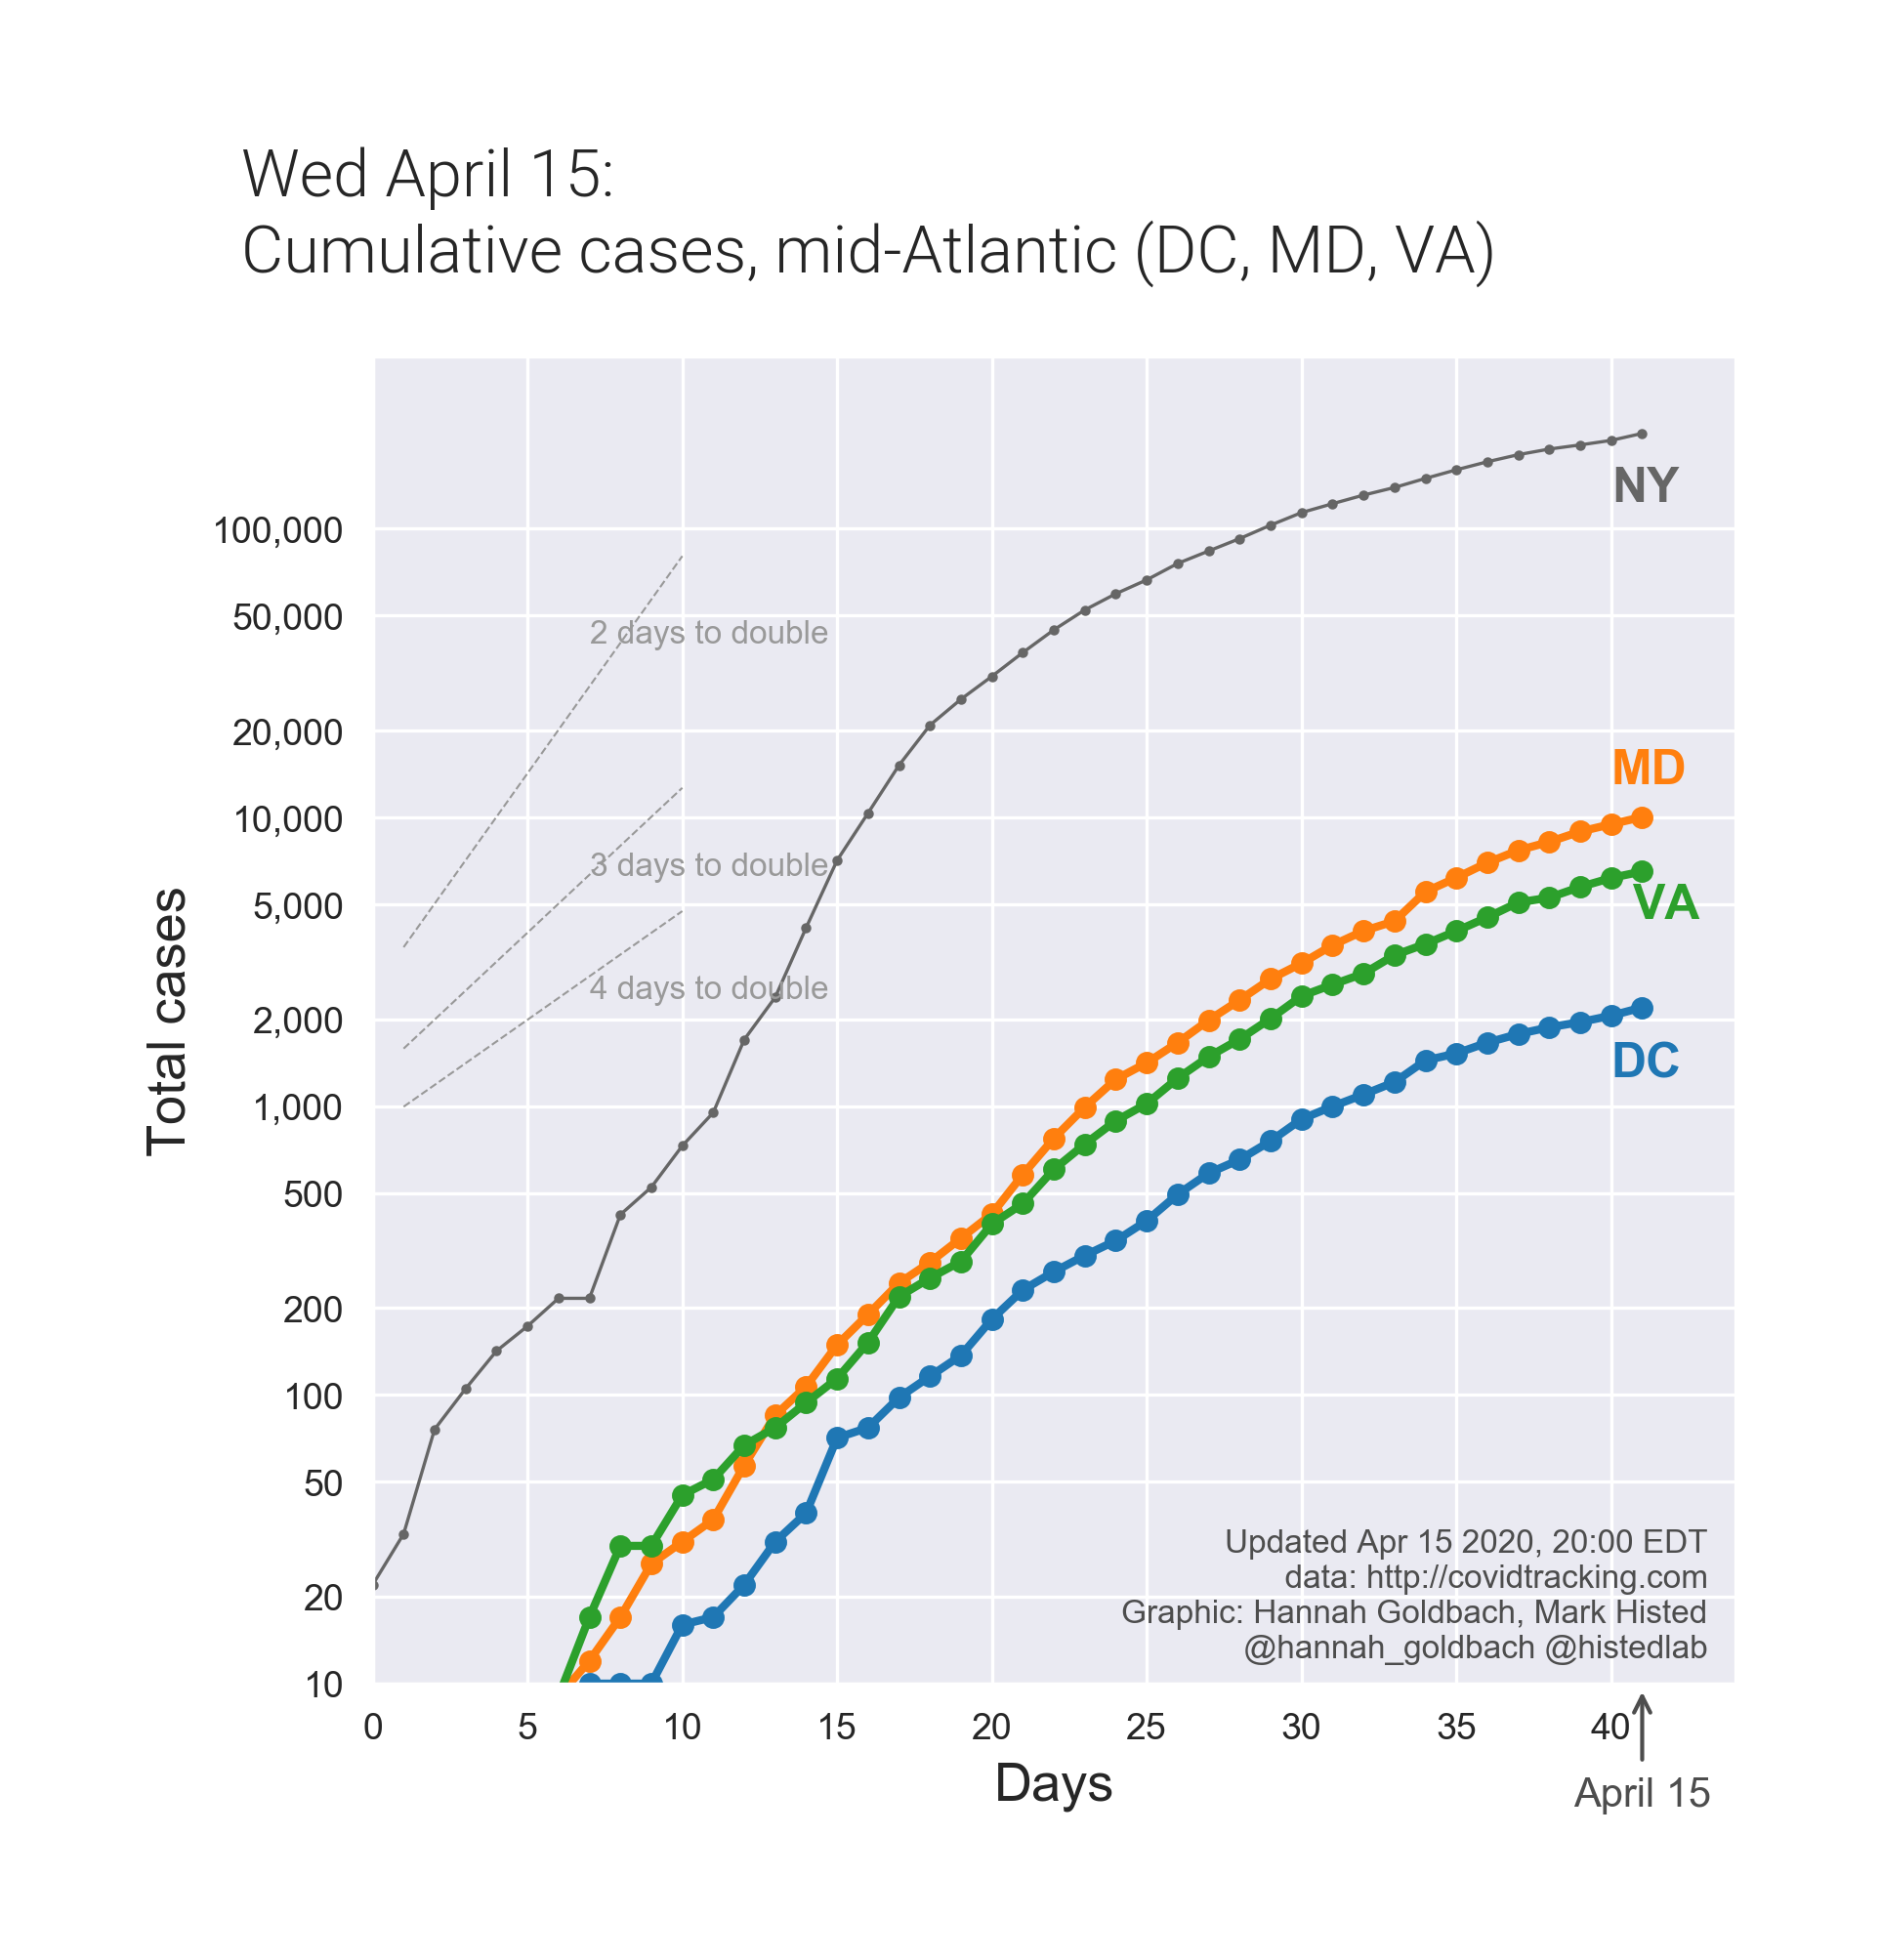 Wed April 15:
Cumulative cases, mid-Atlantic (DC, MD, VA)
Total cases
100,000
50,000
20,000
10,000
5,000
2,000
1,000
500
200
100
50
20
10
2 days to double
3 days to double
4 days to double
NY
MD
VA
DC
Updated Apr 15 2020, 20:00 EDT
data: http://covidtracking.com
Graphic: Hannah Goldbach, Mark Histed
@hannah_goldbach @histedlab
0 5 10 15 20 25 30 35 40
Days
April 15